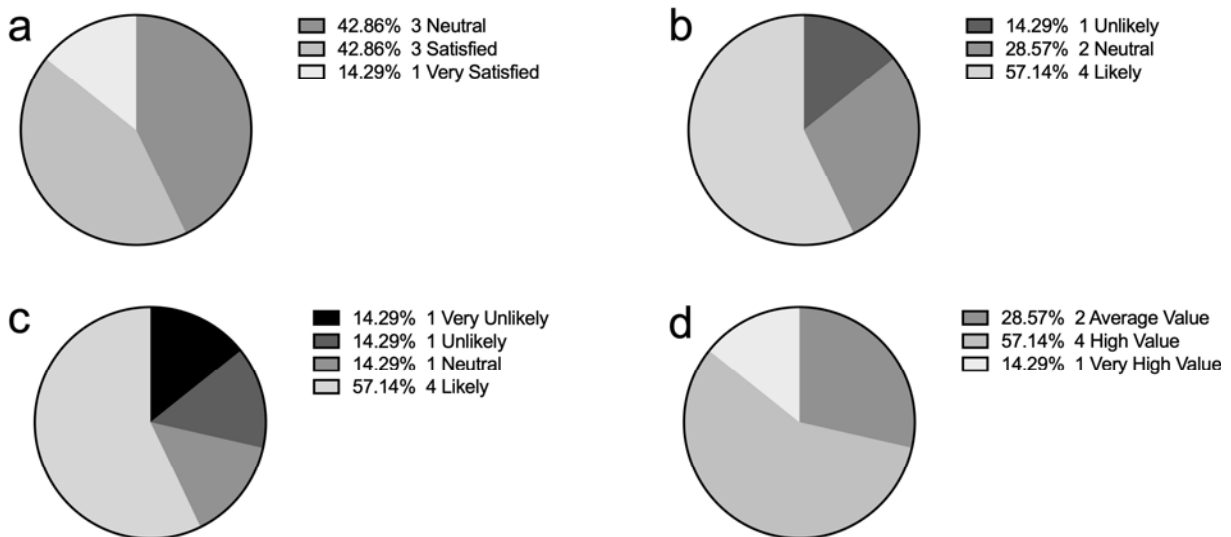 a
42.86% 3 Neutral
42.86% 3 Satisfied
14.29% 1 Very Satisfied
b
14.29% 1 Unlikely
28.57% 2 Neutral
57.14% 4 Likely
c
14.29% 1 Very Unlikely
14.29% 1 Unlikely
14.29% 1 Neutral
57.14% 4 Likely
d
28.57% 2 Average Value
57.14% 4 High Value
14.29% 1 Very High Value